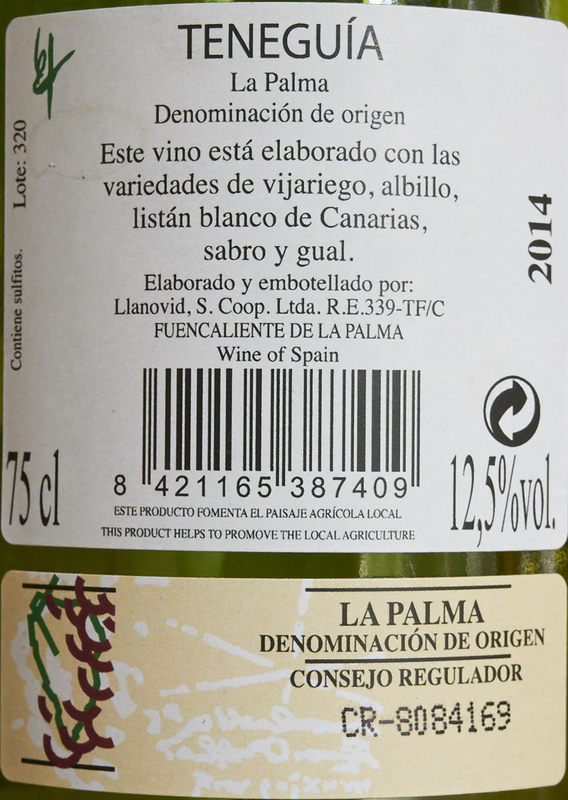 TENEGUÍA
La Palma
Denominación de origen
Este vino está elaborado con las
variedades de vijariego, albillo,
listán blanco de Canarias,
sabro y gual.
Elaborado y embotellado por:
Llanovid, S. Coop. Ltda. R.E.339-TF/C
FUENCALIENTE DE LA PALMA
Wine of Spain
Lote: 320
Contiene sulfitos.
2014
75 cl
8 421165 387409
12,5%vol.
ESTE PRODUCTO FOMENTA EL PAISAJE AGRÍCOLA LOCAL
THIS PRODUCT HELPS TO PROMOTE THE LOCAL AGRICULTURE
LA PALMA
DENOMINACIÓN DE ORIGEN
CONSEJO REGULADOR
CR-8084169